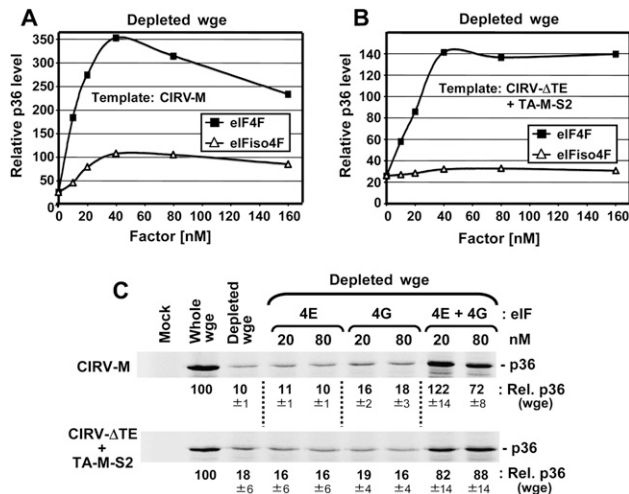 A
Depleted wge
Relative p36 level
350
300
250
200
150
100
50
0
Template: CIRV-M
eIF4F
eIFiso4F
0 20 40 60 80 100 120 140 160
Factor [nM]
B
Depleted wge
Relative p36 level
140
120
100
80
60
40
20
0
Template: CIRV-ΔTE
+ TA-M-S2
eIF4F
eIFiso4F
0 20 40 60 80 100 120 140 160
Factor [nM]
C
Depleted wge
Mock
Whole wge
Depleted wge
4E 4G 4E + 4G : eIF
20 80 20 80 20 80 nM
CIRV-M - p36
100 10 11 10 16 18 122 72 : Rel. p36
±1 ±1 ±1 ±2 ±3 ±14 ±8 (wge)
CIRV-ΔTE
+
TA-M-S2
- p36
100 18 16 16 19 16 82 88 : Rel. p36
±6 ±6 ±6 ±4 ±4 ±14 ±14 (wge)